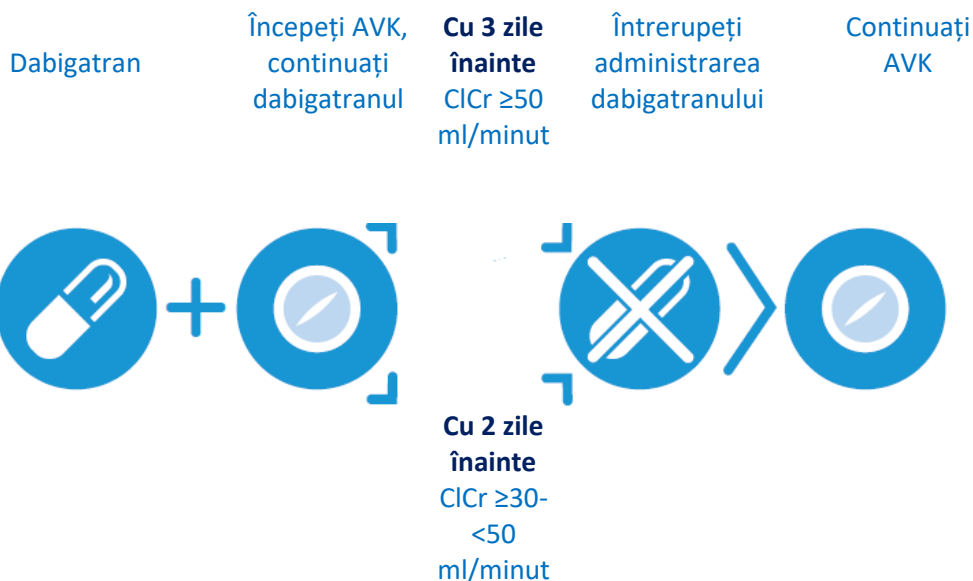 Dabigatran
Începeți AVK,
continuați
dabigatranul
Cu 3 zile
înainte
ClCr ≥50
ml/minut
Întrerupeți
administrarea
dabigatranului
Continuați
AVK
Cu 2 zile
înainte
ClCr ≥30-
<50
ml/minut